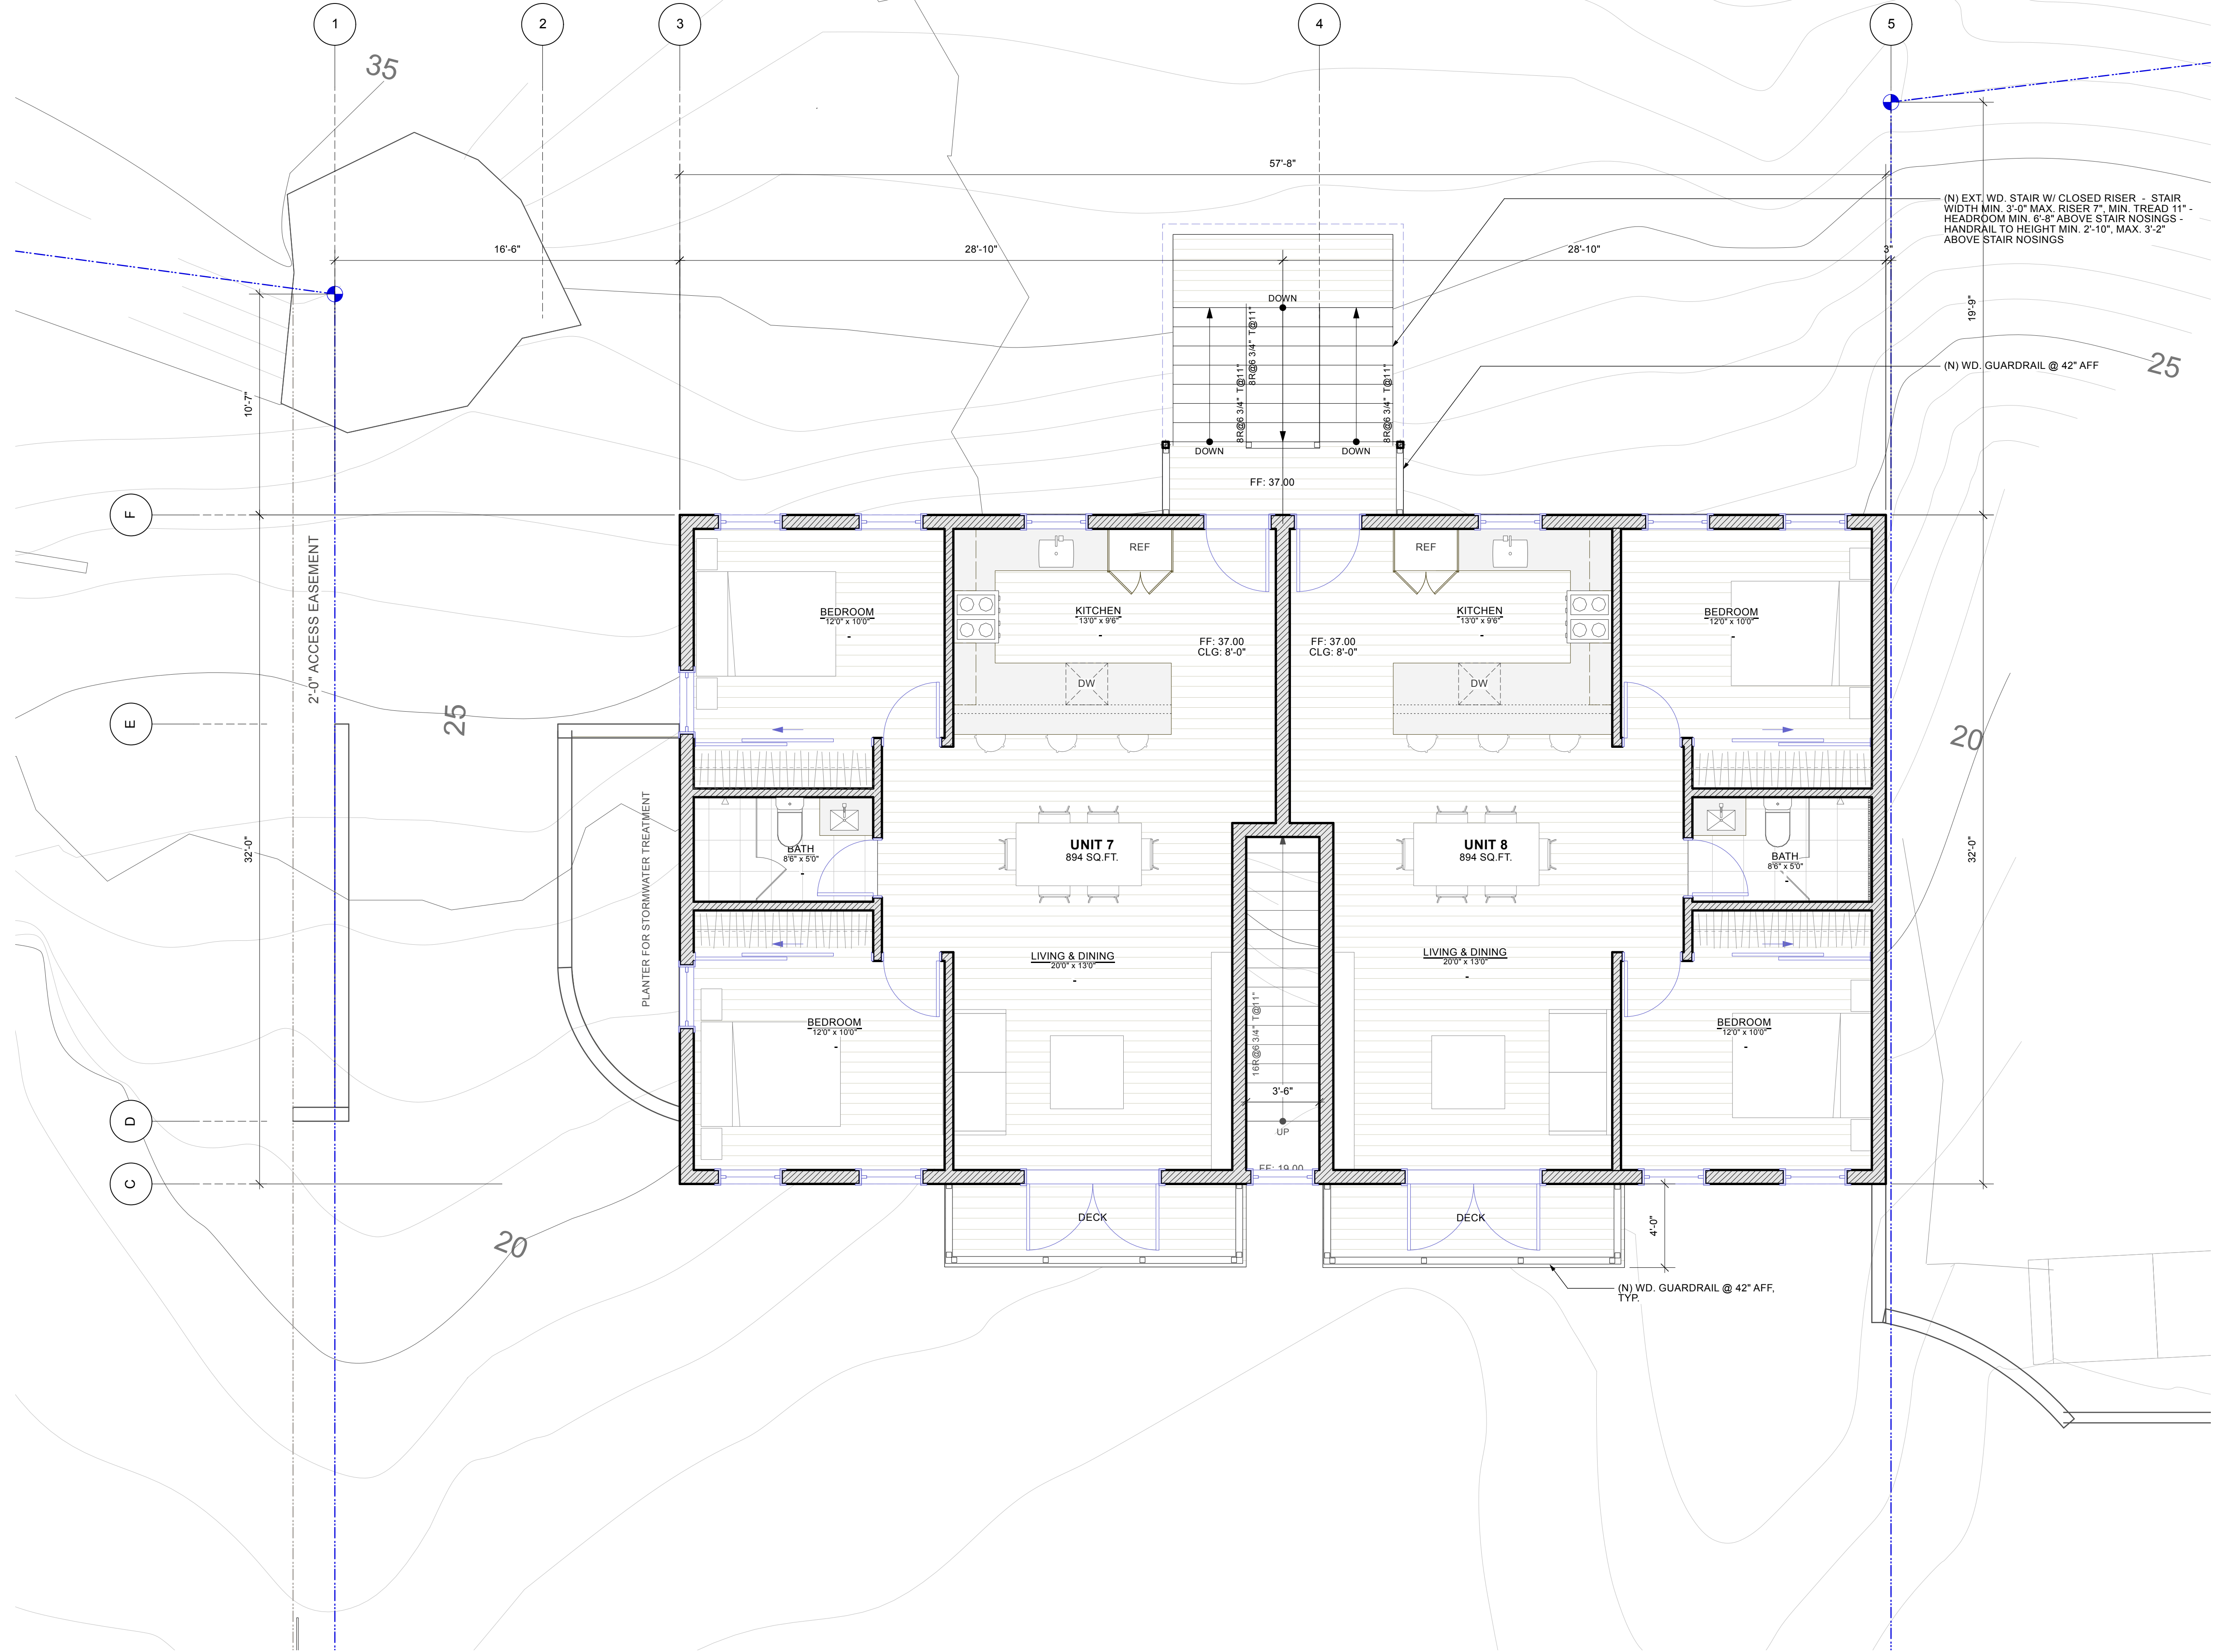 1
2
3
4
5
35
57'-8"
(N) EXT. WD. STAIR W/ CLOSED RISER - STAIR
WIDTH MIN. 3'-0" MAX. RISER 7", MIN. TREAD 11" -
HEADROOM MIN. 6'-8" ABOVE STAIR NOSINGS -
HANDRAIL TO HEIGHT MIN. 2'-10", MAX. 3'-2"
ABOVE STAIR NOSINGS
16'-6"
28'-10"
28'-10"
3"
DOWN
19'-9"
8R@6 3/4" T@11"
8R@6 3/4" T@11"
8R@6 3/4" T@11"
(N) WD. GUARDRAIL @ 42" AFF
25
10'-7"
DOWN
DOWN
FF: 37.00
F
2'-0" ACCESS EASEMENT
REF
REF
BEDROOM
12'0" x 10'0"
-
KITCHEN
13'0" x 9'6"
-
KITCHEN
13'0" x 9'6"
-
BEDROOM
12'0" x 10'0"
-
FF: 37.00
CLG: 8'-0"
FF: 37.00
CLG: 8'-0"
DW
DW
E
25
20
PLANTER FOR STORMWATER TREATMENT
32'-0"
BATH
8'6" x 5'0"
-
UNIT 7
894 SQ.FT.
UNIT 8
894 SQ.FT.
BATH
8'6" x 5'0"
-
32'-0"
LIVING & DINING
20'0" x 13'0"
-
LIVING & DINING
20'0" x 13'0"
-
BEDROOM
12'0" x 10'0"
-
16R@6 3/4" T@11"
BEDROOM
12'0" x 10'0"
-
3'-6"
D
UP
FF: 19.00
C
20
DECK
DECK
4'-0"
(N) WD. GUARDRAIL @ 42" AFF,
TYP.